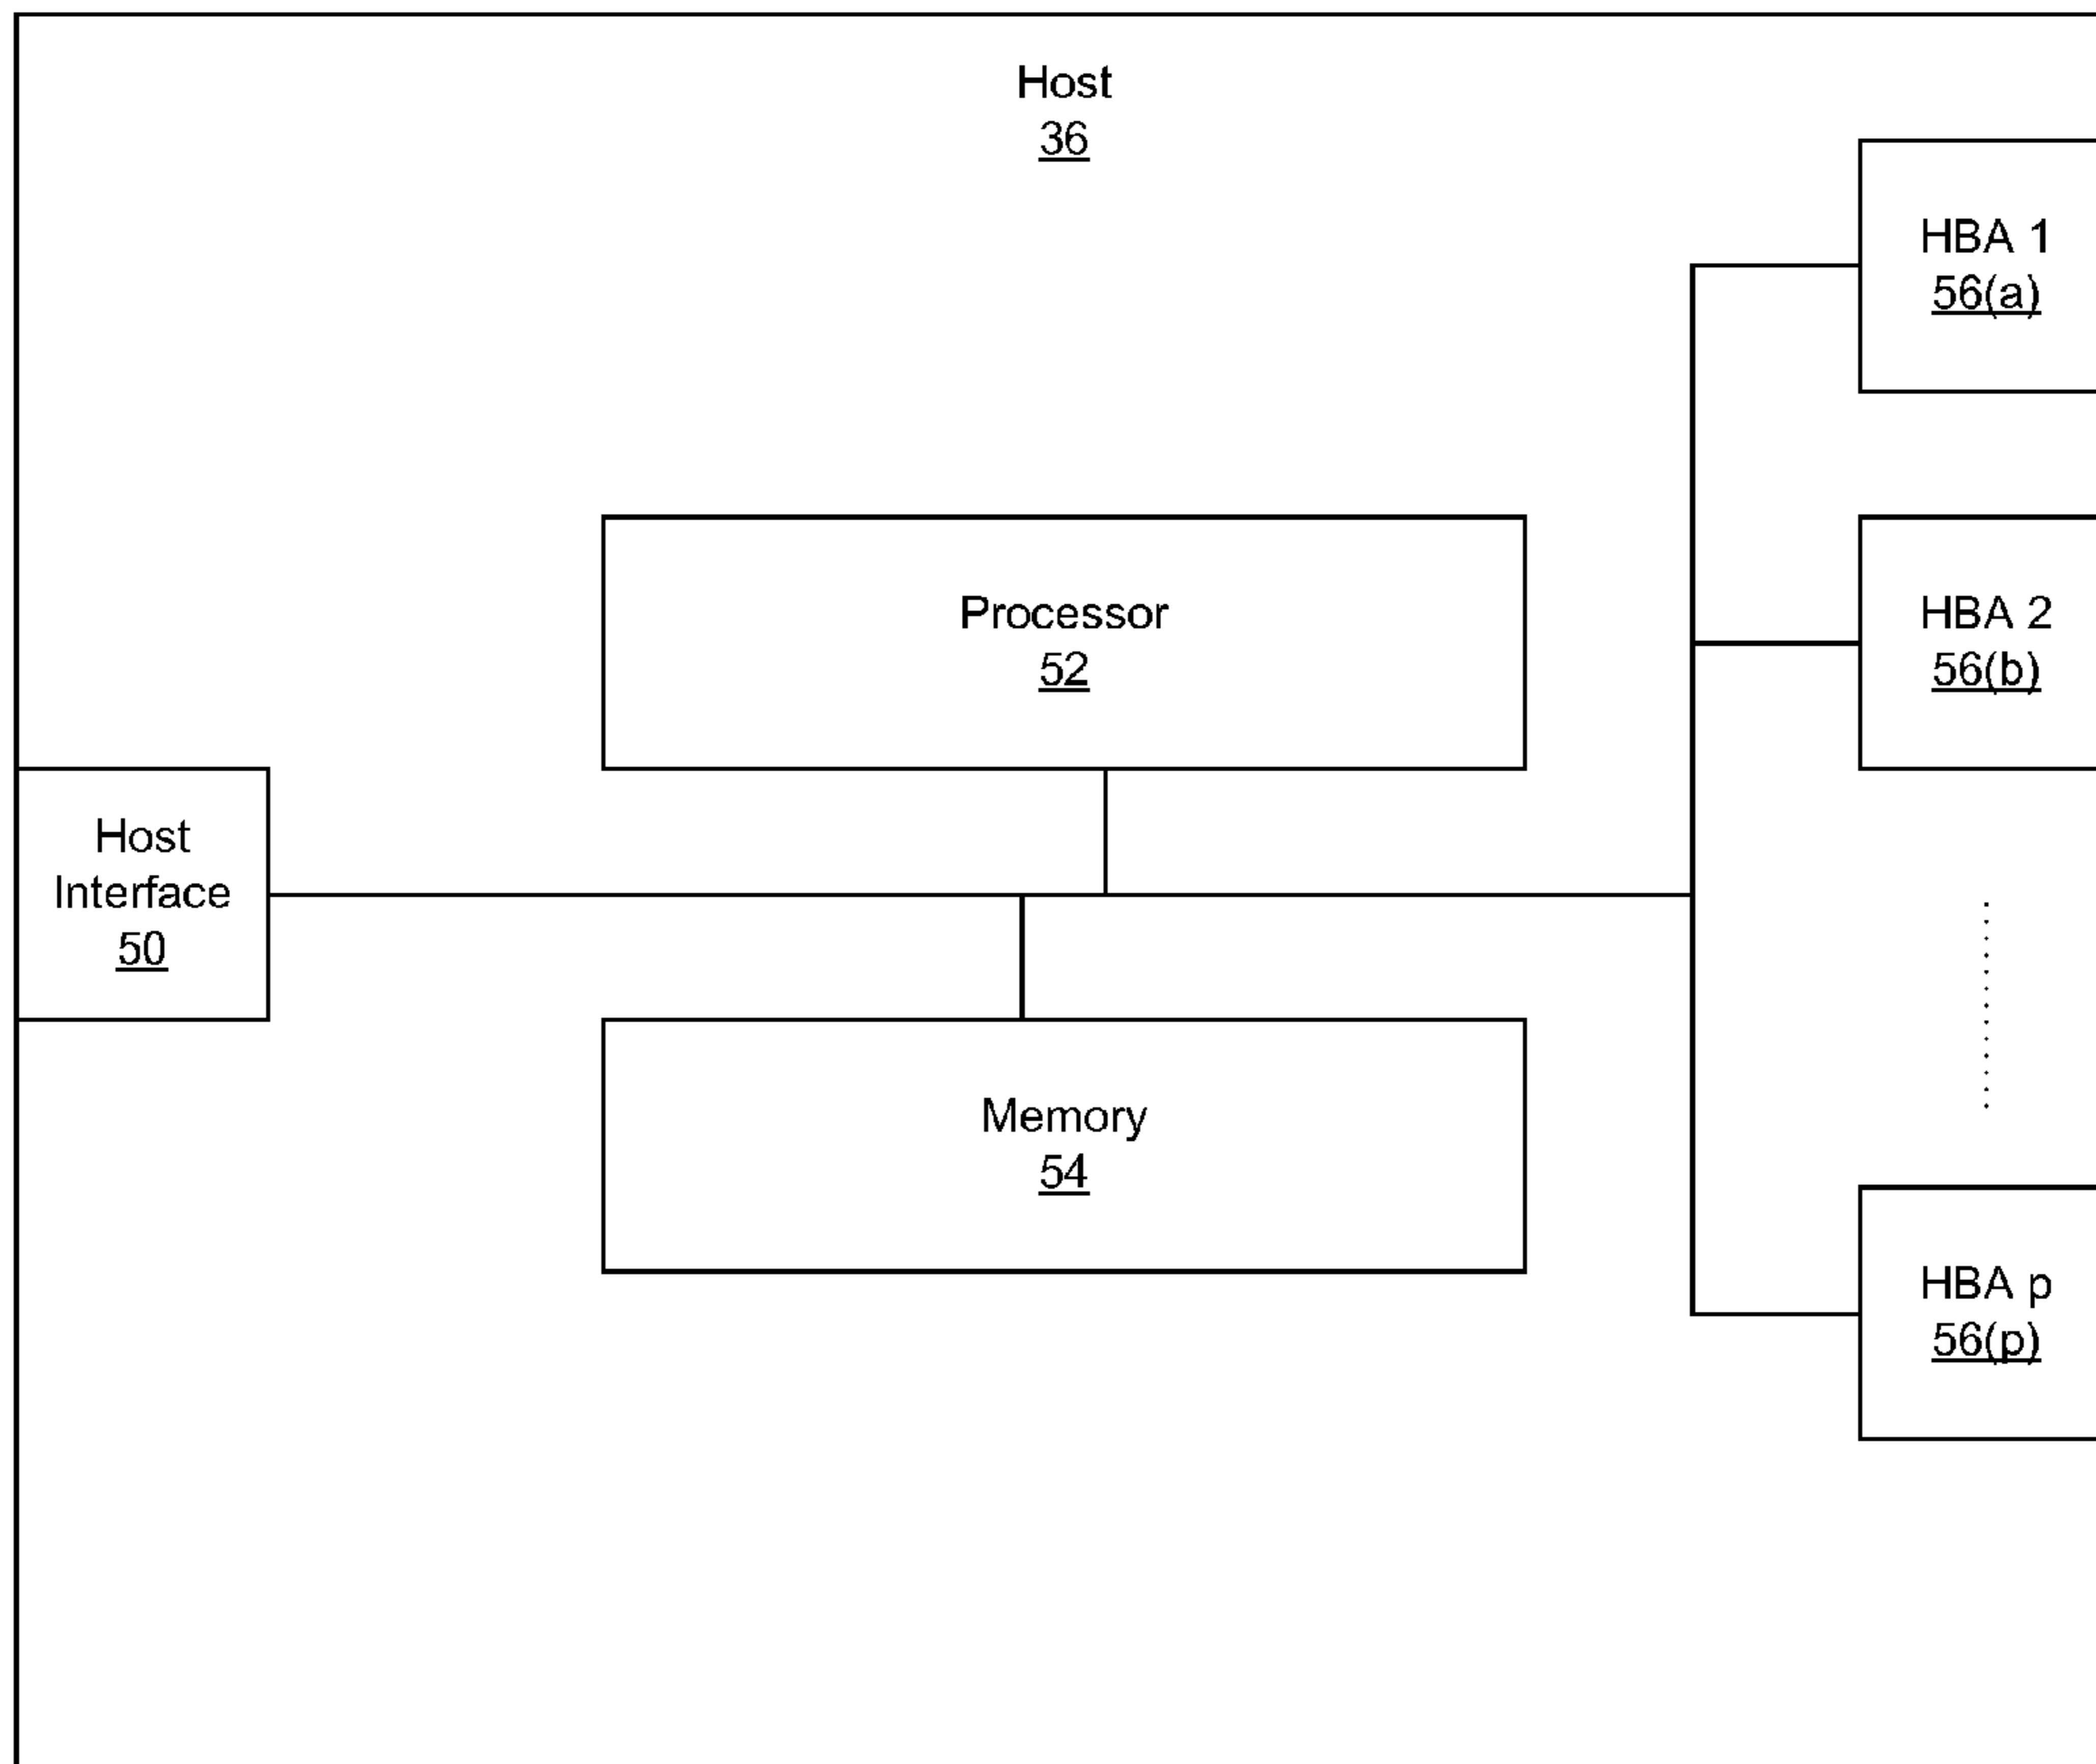 Host
36
HBA 1
56(a)
Processor
52
HBA 2
56(b)
Host
Interface
50
Memory
54
HBA p
56(p)